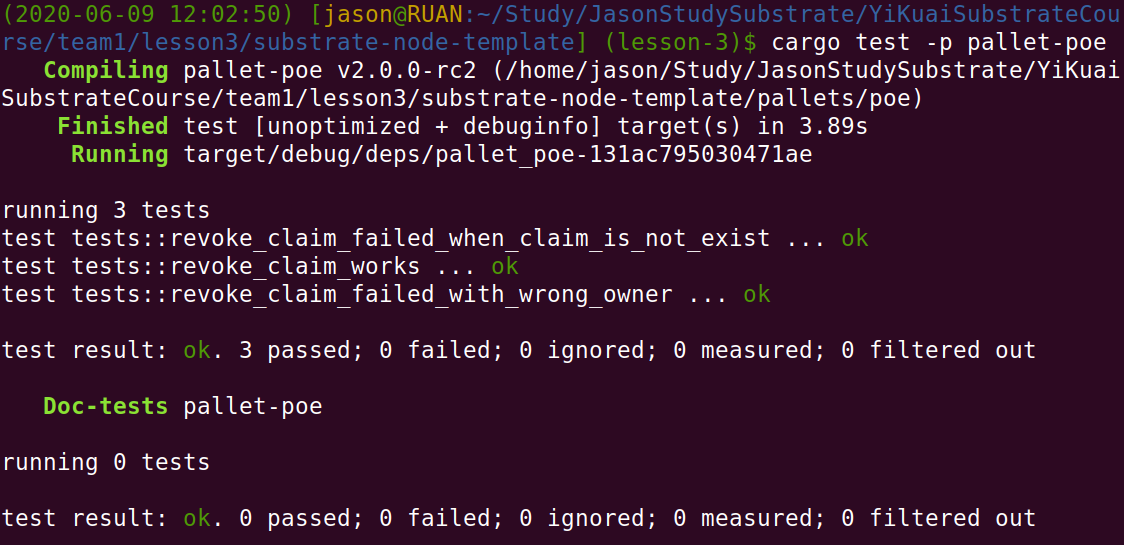 (2020-06-09 12:02:50) [jason@RUAN:~/Study/JasonStudySubstrate/YiKuaiSubstrateCou
rse/team1/lesson3/substrate-node-template] (lesson-3)$ cargo test -p pallet-poe
   Compiling pallet-poe v2.0.0-rc2 (/home/jason/Study/JasonStudySubstrate/YiKuai
SubstrateCourse/team1/lesson3/substrate-node-template/pallets/poe)
    Finished test [unoptimized + debuginfo] target(s) in 3.89s
     Running target/debug/deps/pallet_poe-131ac795030471ae
running 3 tests
test tests::revoke_claim_failed_when_claim_is_not_exist ... ok
test tests::revoke_claim_works ... ok
test tests::revoke_claim_failed_with_wrong_owner ... ok
test result: ok. 3 passed; 0 failed; 0 ignored; 0 measured; 0 filtered out
   Doc-tests pallet-poe
running 0 tests
test result: ok. 0 passed; 0 failed; 0 ignored; 0 measured; 0 filtered out